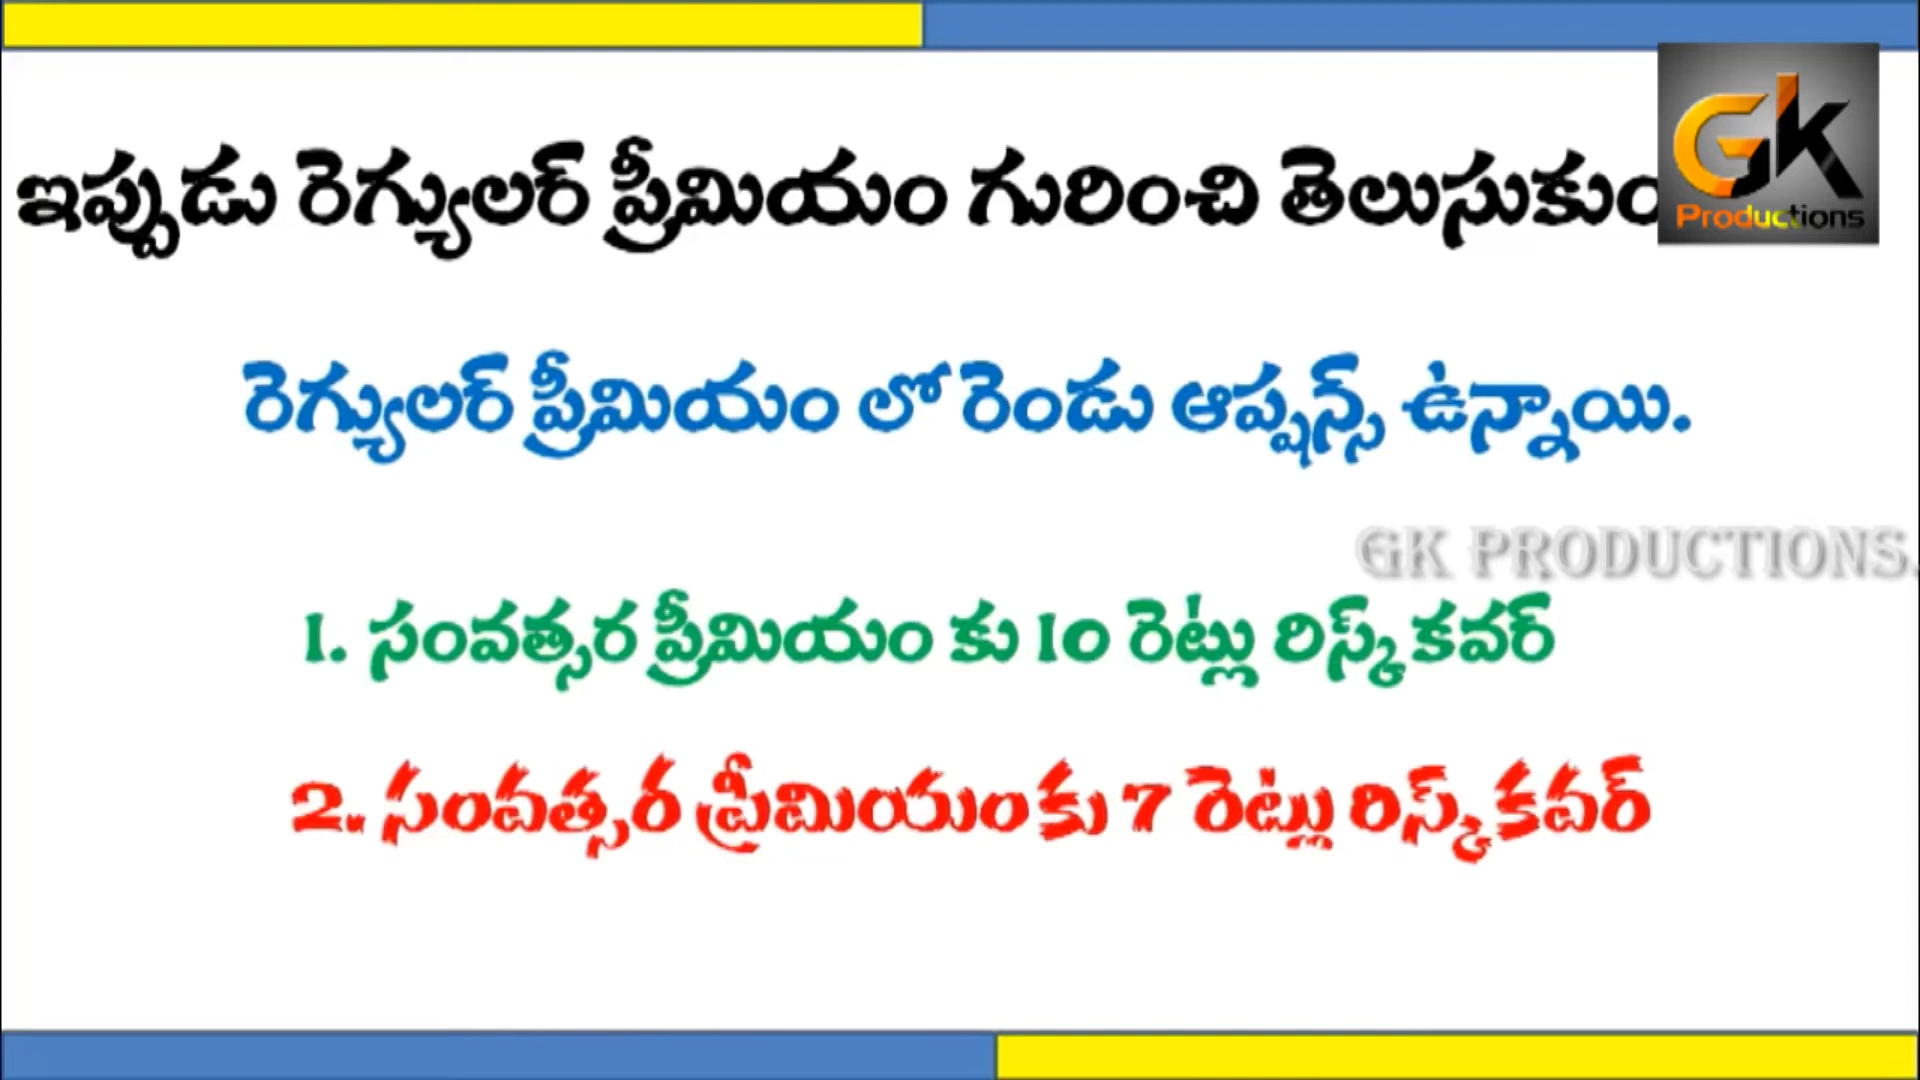 ఇప్పుడు రెగ్యులర్ ప్రీమియం గురించి తెలుసుకుం
Gk
Productions
రెగ్యులర్ ప్రీమియం లో రెండు ఆప్షన్స్ ఉన్నాయి.
GK PRODUCTIONS.
1. సంవత్సర ప్రీమియం కు 10 రెట్లు రిస్క్ కవర్
2. సంవత్సర ప్రీమియంకు 7 రెట్లు రిస్క్ కవర్